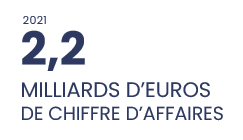 2021
2,2
MILLIARDS D'EUROS
DE CHIFFRE D'AFFAIRES